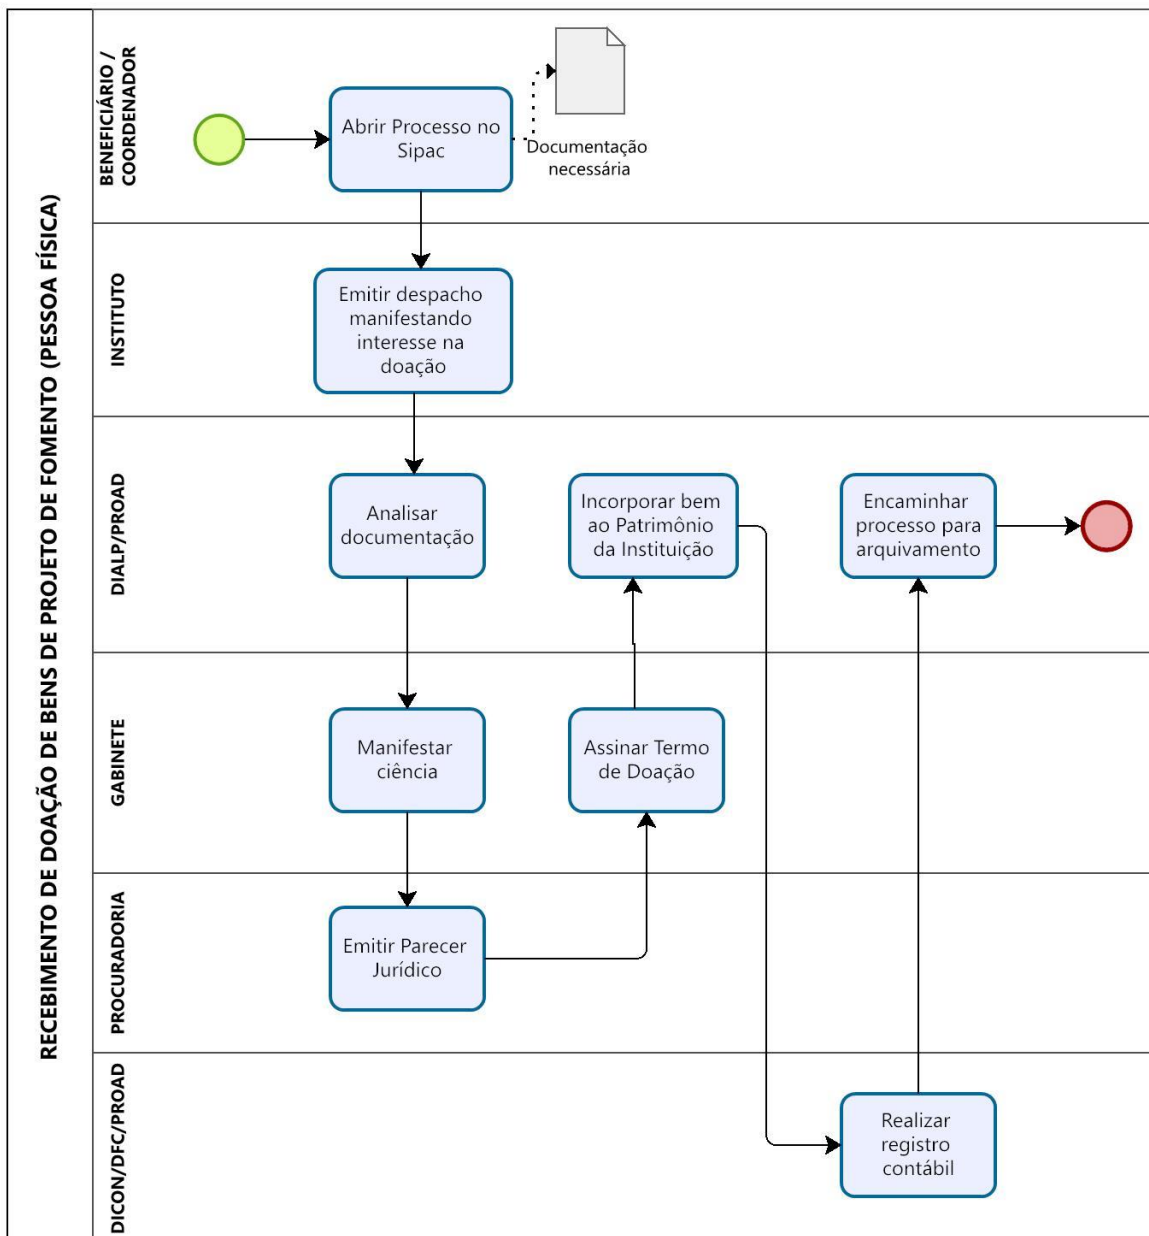 RECEBIMENTO DE DOAÇÃO DE BENS DE PROJETO DE FOMENTO (PESSOA FÍSICA)
BENEFICIÁRIO /
COORDENADOR
Abrir Processo no
Sipac
Documentação
necessária
INSTITUTO
Emitir despacho
manifestando
interesse na
doação
DIALP/PROAD
Analisar
documentação
Incorporar bem
ao Patrimônio
da Instituição
Encaminhar
processo para
arquivamento
GABINETE
Manifestar
ciência
Assinar Termo
de Doação
PROCURADORIA
Emitir Parecer
Jurídico
DICON/DFC/PROAD
Realizar
registro
contábil